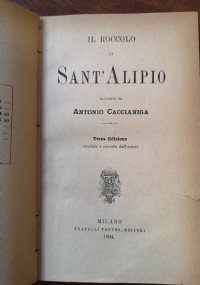 IL ROCCOLO
DI
SANT'ALIPIO
RACCONTO DI
ANTONIO CACCIANIGA
Terza Edizione
riveduta e corretta dall'autore
MILANO
FRATELLI TREVES, EDITORI
1894.